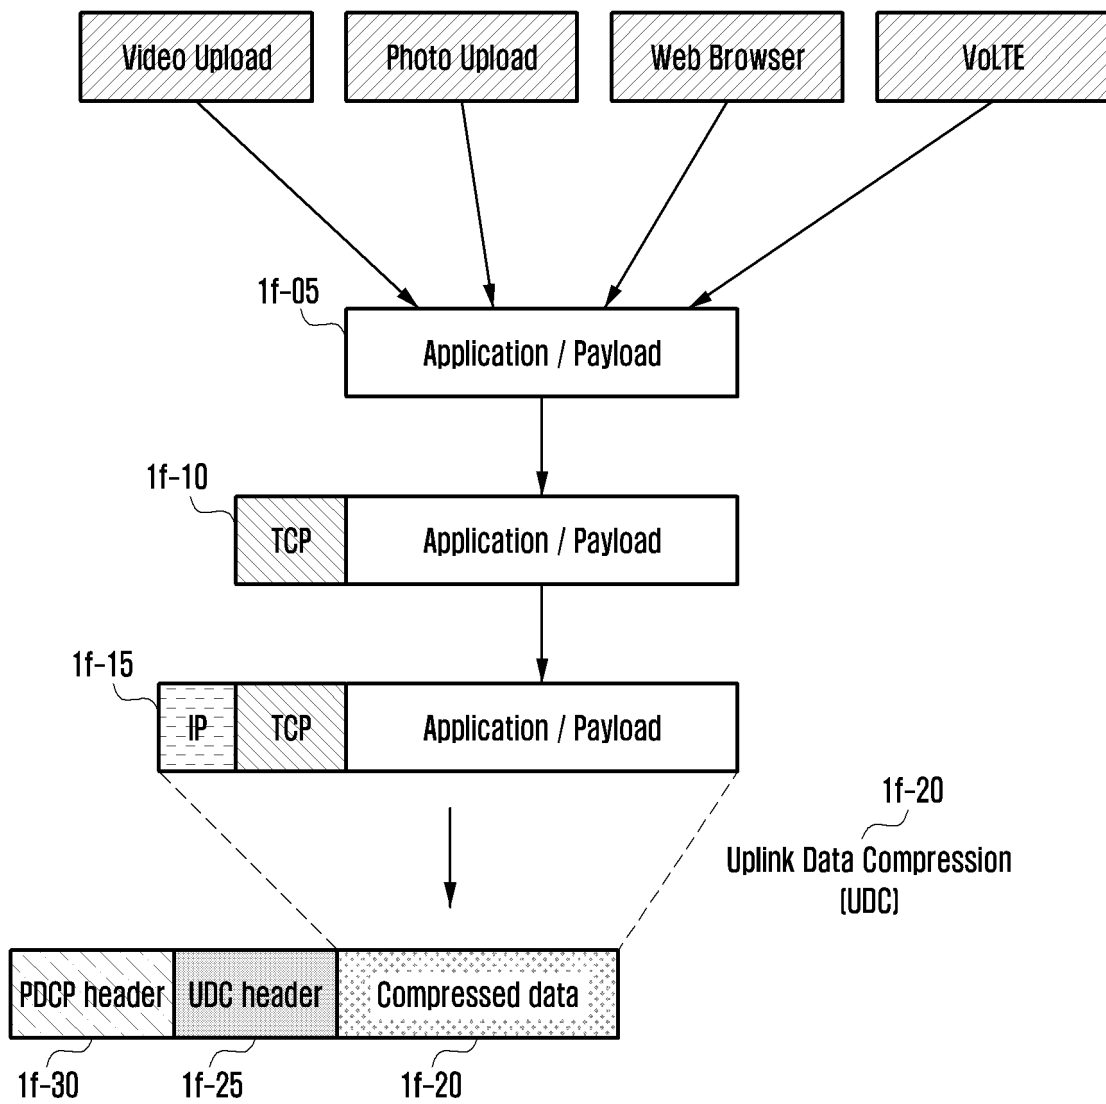 Video Upload Photo Upload Web Browser VoLTE
1f-05
Application / Payload
1f-10
TCP Application / Payload
1f-15
IP TCP Application / Payload
1f-20
Uplink Data Compression
(UDC)
PDCP header UDC header Compressed data
1f-30 1f-25 1f-20